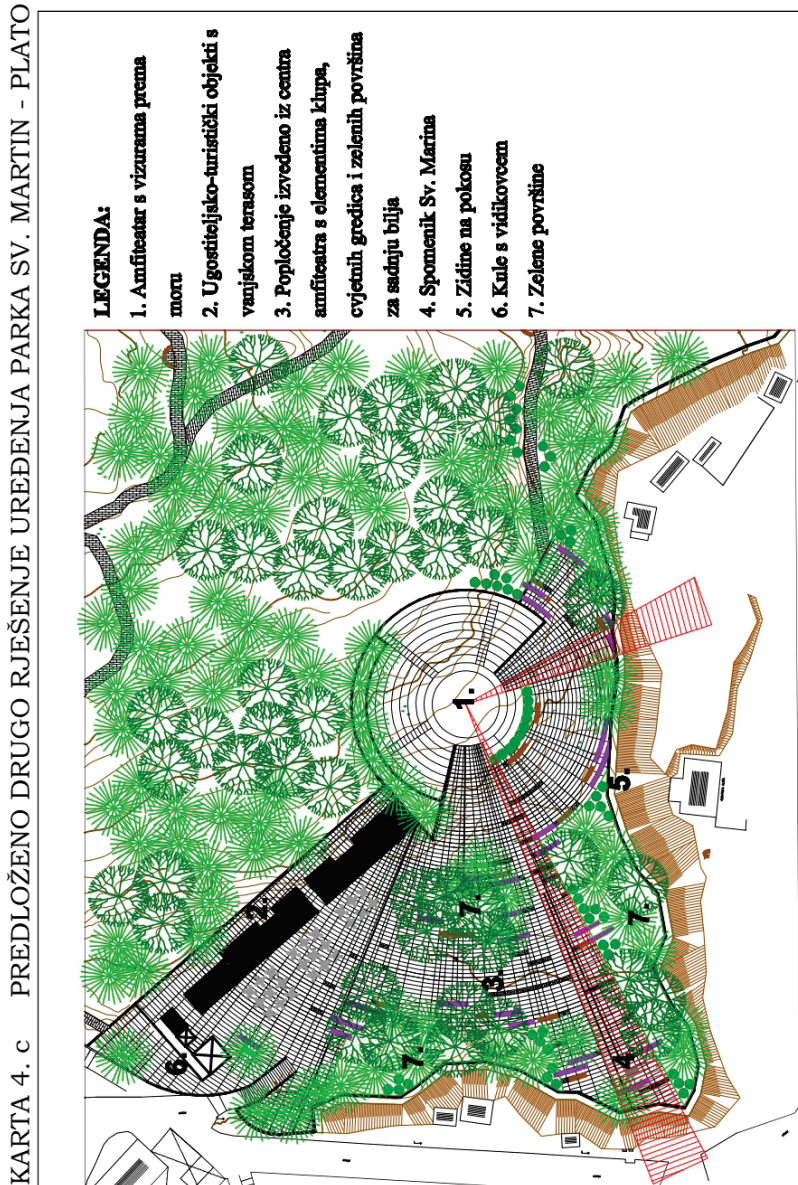 KARTA 4. c PREDLOŽENO DRUGO RJEŠENJE UREĐENJA PARKA SV. MARTIN - PLATO
LEGENDA:
1. Amfiteatar s vizurama prema
moru
2. Ugostiteljsko-turistički objekti s
vanjskom terasom
3. Popločenje izvedeno iz centra
amfiteatra s elementima klupa,
cvjetnih gredica i zelenih površina
za sadnju bilja
4. Spomenik Sv. Marina
5. Zidine na pokosu
6. Kule s vidikovcem
7. Zelene površine
6.
2.
1.
7.
7.
3.
5.
7.
4.